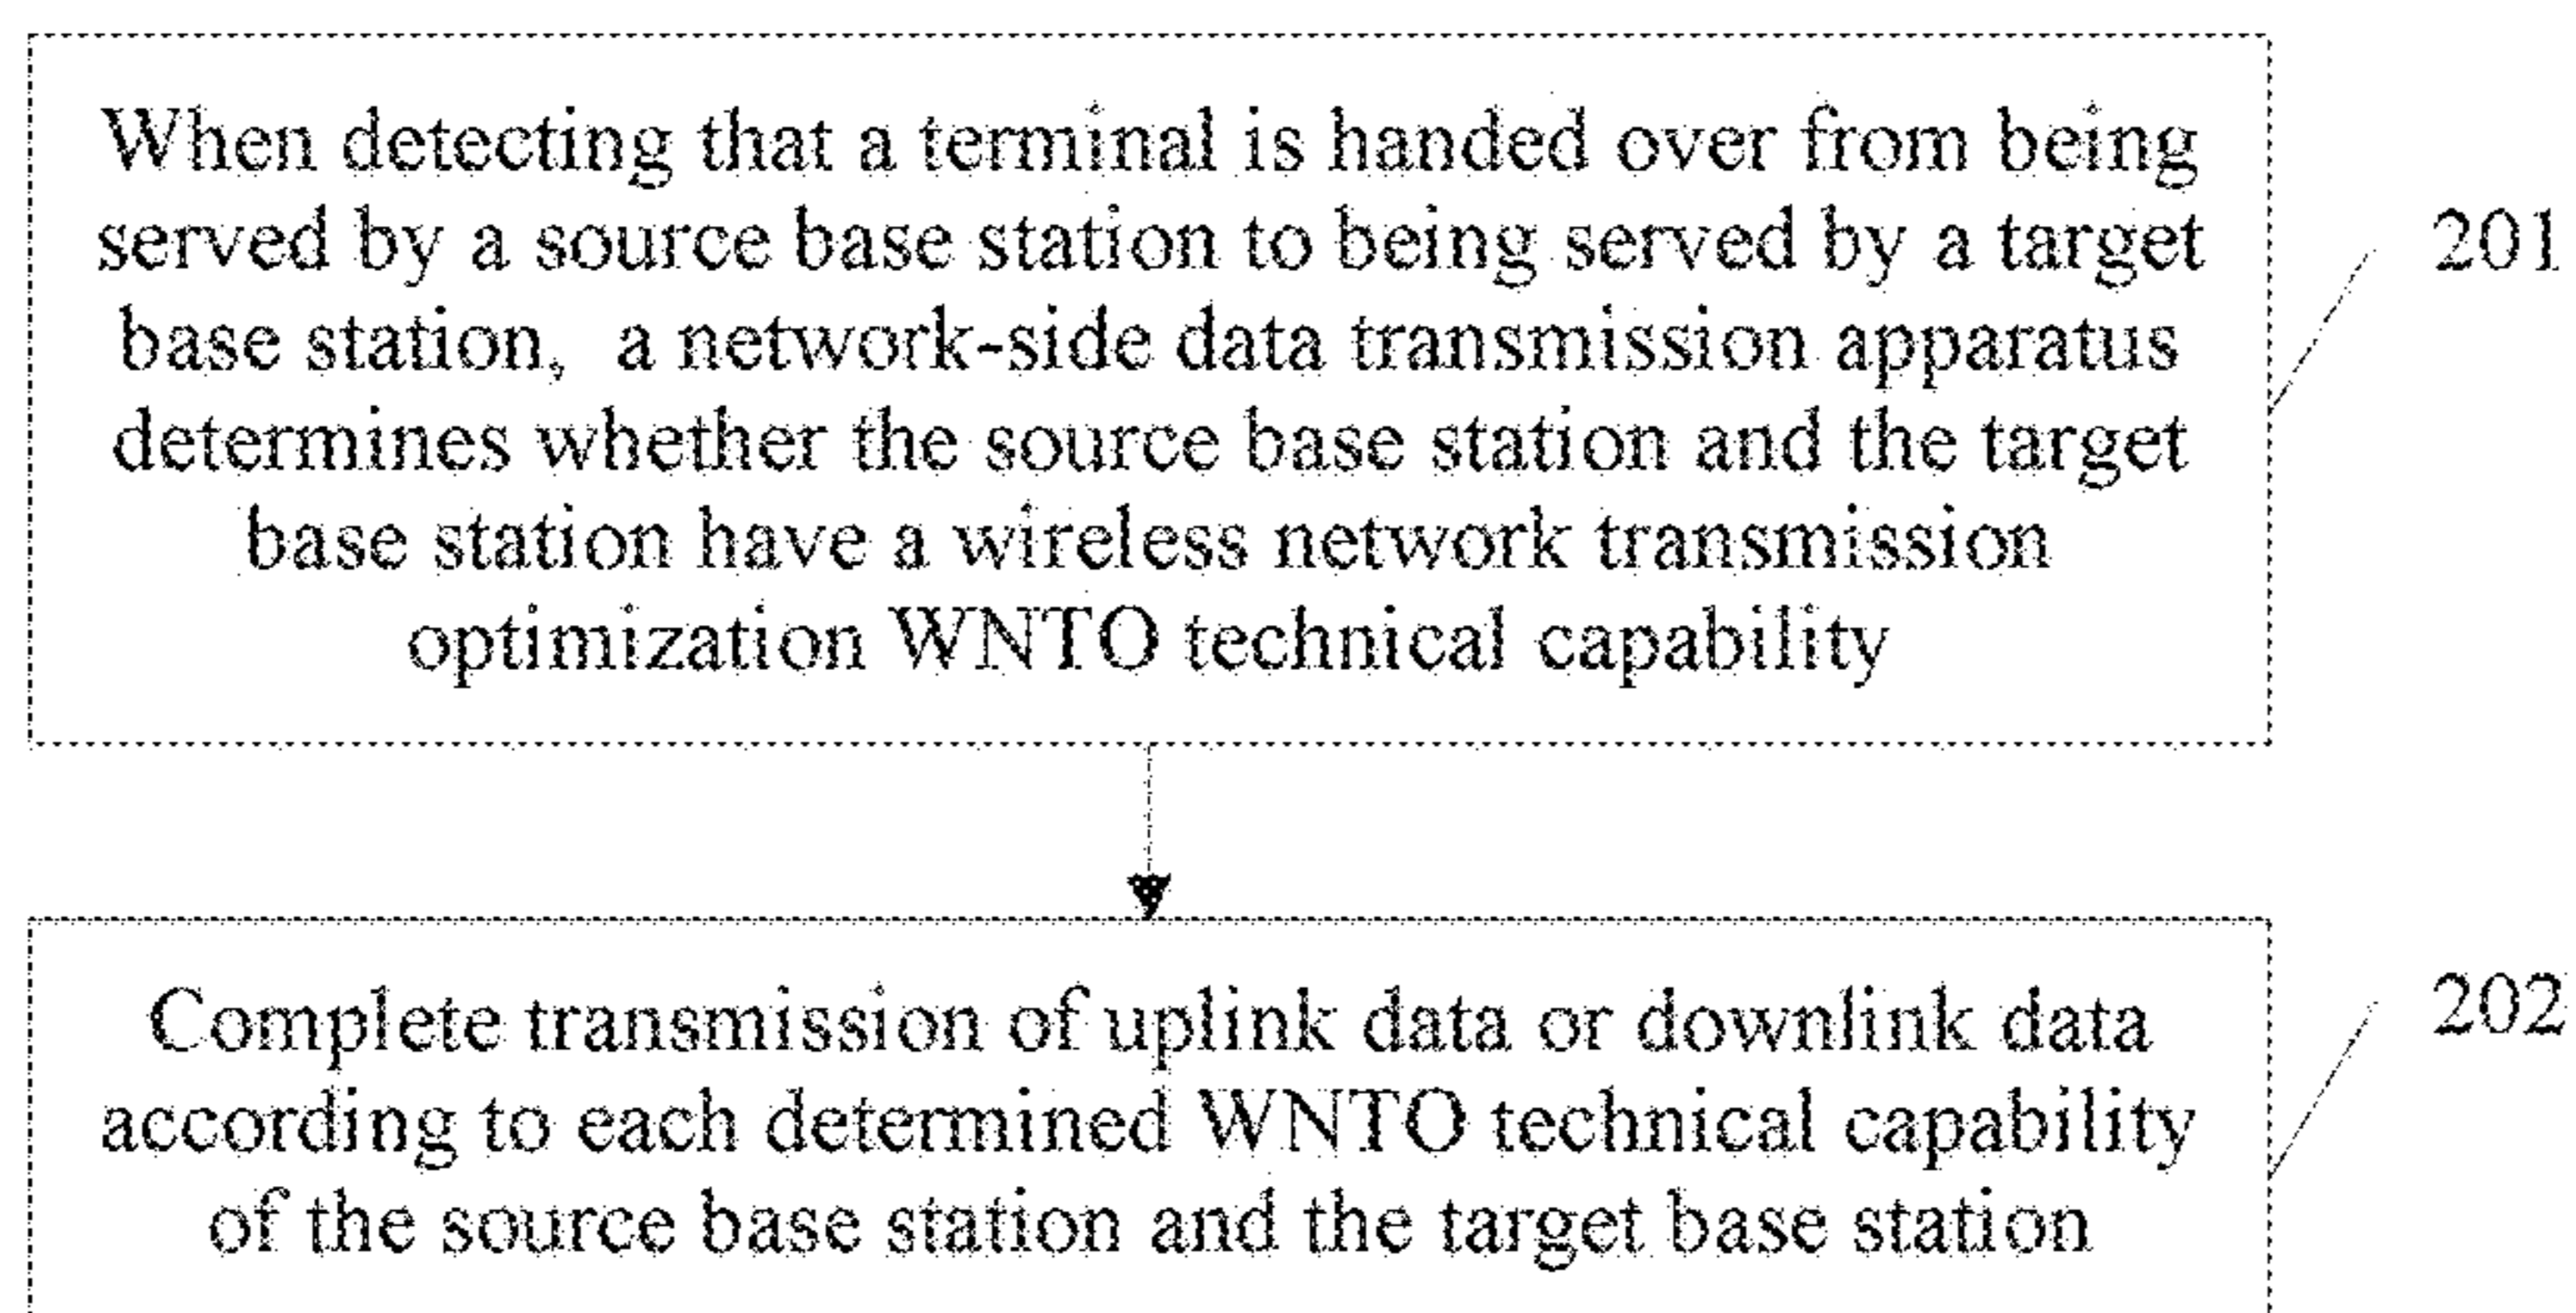 When detecting that a terminal is handed over from being
served by a source base station to being served by a target
base station, a network-side data transmission apparatus
determines whether the source base station and the target
base station have a wireless network transmission
optimization WNTO technical capability
201
Complete transmission of uplink data or downlink data
according to each determined WNTO technical capability
of the source base station and the target base station
202